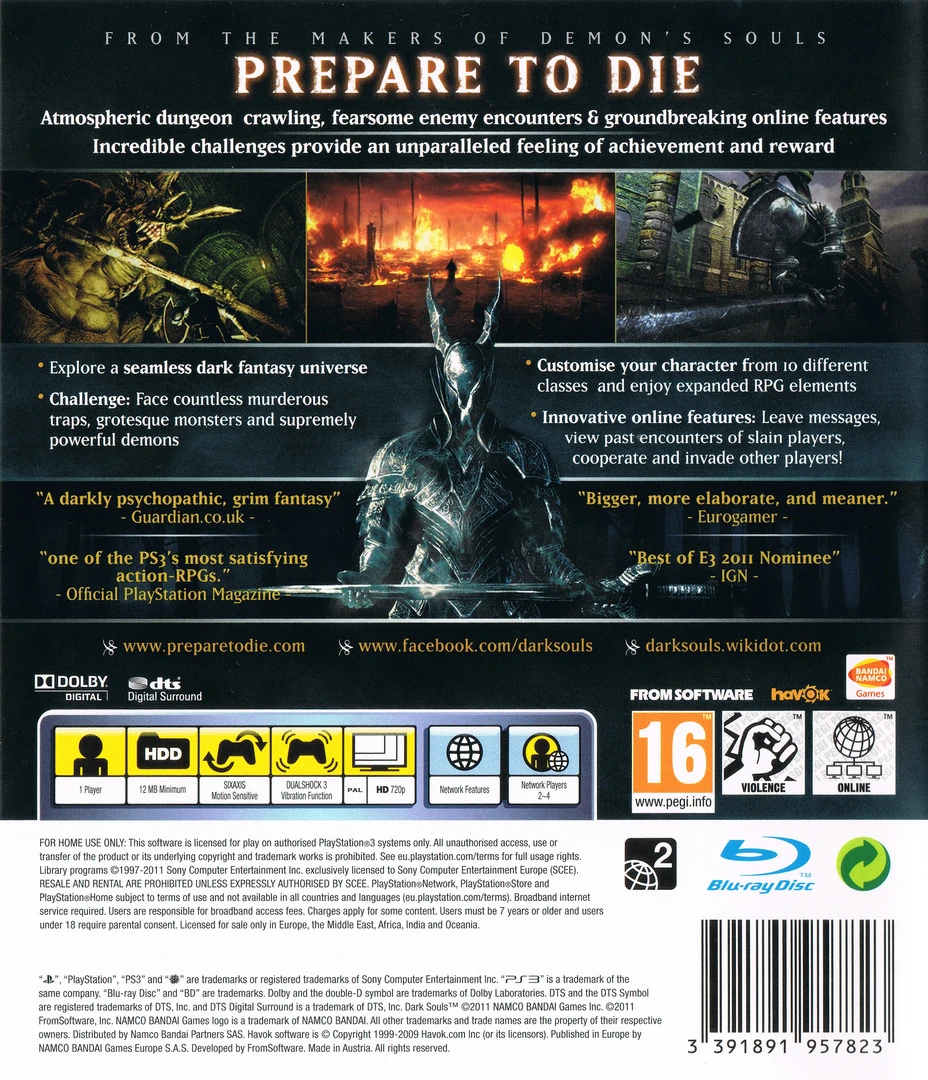 FROM THE MAKERS OF DEMON'S SOULS
PREPARE TO DIE
Atmospheric dungeon crawling, fearsome enemy encounters & groundbreaking online features
Incredible challenges provide an unparalleled feeling of achievement and reward
• Explore a seamless dark fantasy universe
• Challenge: Face countless murderous
traps, grotesque monsters and supremely
powerful demons
• Customise your character from 10 different
classes and enjoy expanded RPG elements
• Innovative online features: Leave messages,
view past encounters of slain players,
cooperate and invade other players!
"A darkly psychopathic, grim fantasy"
- Guardian.co.uk -
"one of the PS3's most satisfying
action-RPGs."
- Official PlayStation Magazine -
"Bigger, more elaborate, and meaner."
- Eurogamer -
"Best of E3 2011 Nominee"
- IGN -
www.preparetodie.com www.facebook.com/darksouls darksouls.wikidot.com
DOLBY
DIGITAL
dts
Digital Surround
FROMSOFTWARE
havok
BANDAI
NAMCO
Games
™
1 Player
HDD
12 MB Minimum
SIXAXIS
Motion Sensitive
DUALSHOCK 3
Vibration Function
PAL HD 720p
Network Features
Network Players
2~4
16
™
www.pegi.info
VIOLENCE
™
ONLINE
™
FOR HOME USE ONLY: This software is licensed for play on authorised PlayStation®3 systems only. All unauthorised access, use or
transfer of the product or its underlying copyright and trademark works is prohibited. See eu.playstation.com/terms for full usage rights.
Library programs ©1997-2011 Sony Computer Entertainment Inc. exclusively licensed to Sony Computer Entertainment Europe (SCEE).
RESALE AND RENTAL ARE PROHIBITED UNLESS EXPRESSLY AUTHORISED BY SCEE. PlayStation®Network, PlayStation®Store and
PlayStation®Home subject to terms of use and not available in all countries and languages (eu.playstation.com/terms). Broadband internet
service required. Users are responsible for broadband access fees. Charges apply for some content. Users must be 7 years or older and users
under 18 require parental consent. Licensed for sale only in Europe, the Middle East, Africa, India and Oceania.
2
Blu-ray Disc
™
"", "PlayStation", "PS3" and "" are trademarks or registered trademarks of Sony Computer Entertainment Inc. "PS3" is a trademark of the
same company. "Blu-ray Disc" and "BD" are trademarks. Dolby and the double-D symbol are trademarks of Dolby Laboratories. DTS and the DTS Symbol
are registered trademarks of DTS, Inc. and DTS Digital Surround is a trademark of DTS, Inc. Dark Souls™ ©2011 NAMCO BANDAI Games Inc. ©2011
FromSoftware, Inc. NAMCO BANDAI Games logo is a trademark of NAMCO BANDAI. All other trademarks and trade names are the property of their respective
owners. Distributed by Namco Bandai Partners SAS. Havok software is © Copyright 1999-2009 Havok.com Inc (or its licensors). Published in Europe by
NAMCO BANDAI Games Europe S.A.S. Developed by FromSoftware. Made in Austria. All rights reserved.
3 391891 957823